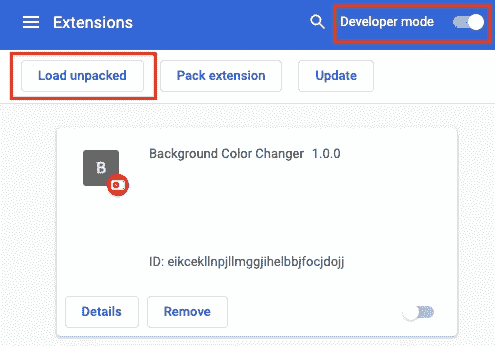 Extensions
Developer mode
Load unpacked
Pack extension
Update
B
Background Color Changer 1.0.0
ID: eikcekllnpjllmggjihelbbjfocjdojj
Details
Remove